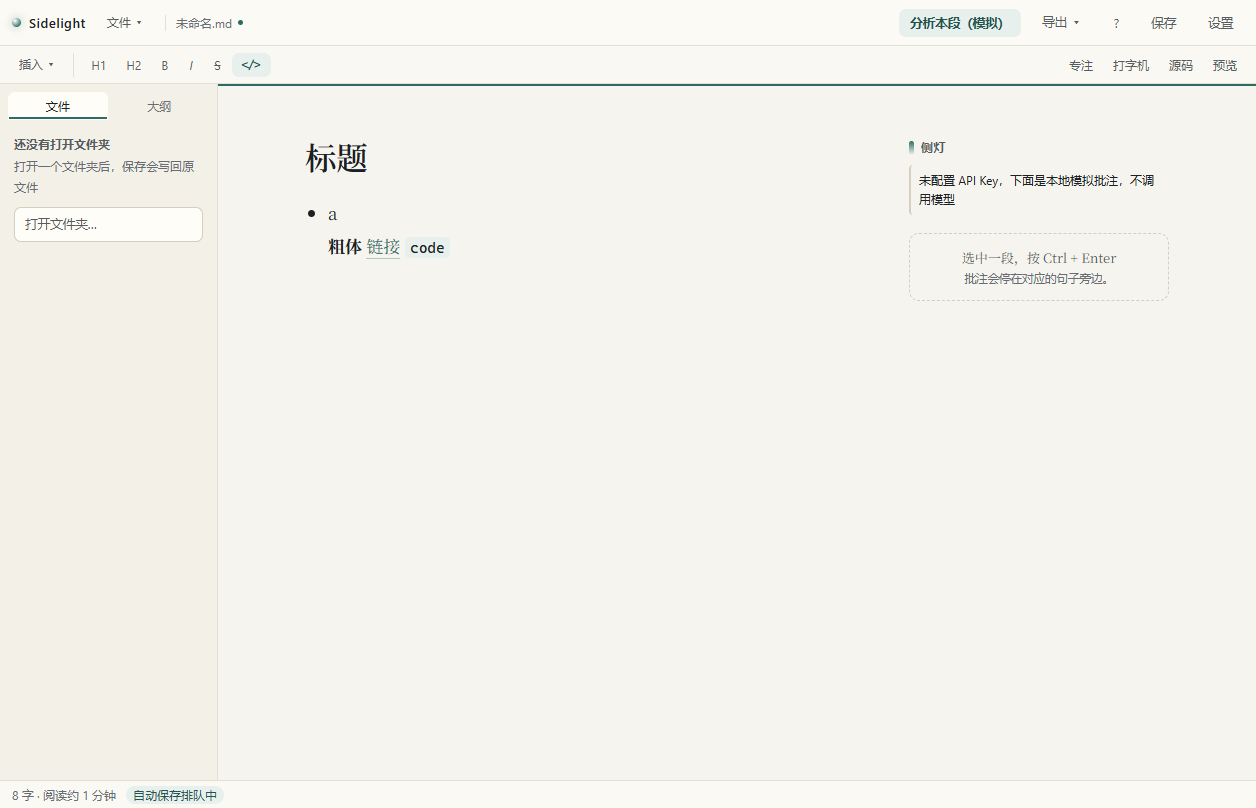 Sidelight 文件 ▾ 未命名.md • 分析本段（模拟） 导出 ▾ ? 保存 设置
插入 ▾ H1 H2 B I S </> 专注 打字机 源码 预览
文件 大纲
还没有打开文件夹
打开一个文件夹后，保存会写回原
文件
打开文件夹...
标题
• a
粗体 链接 code
侧灯
未配置 API Key，下面是本地模拟批注，不调
用模型
选中一段，按 Ctrl + Enter
批注会停在对应的句子旁边。
8 字 · 阅读约 1 分钟 自动保存排队中